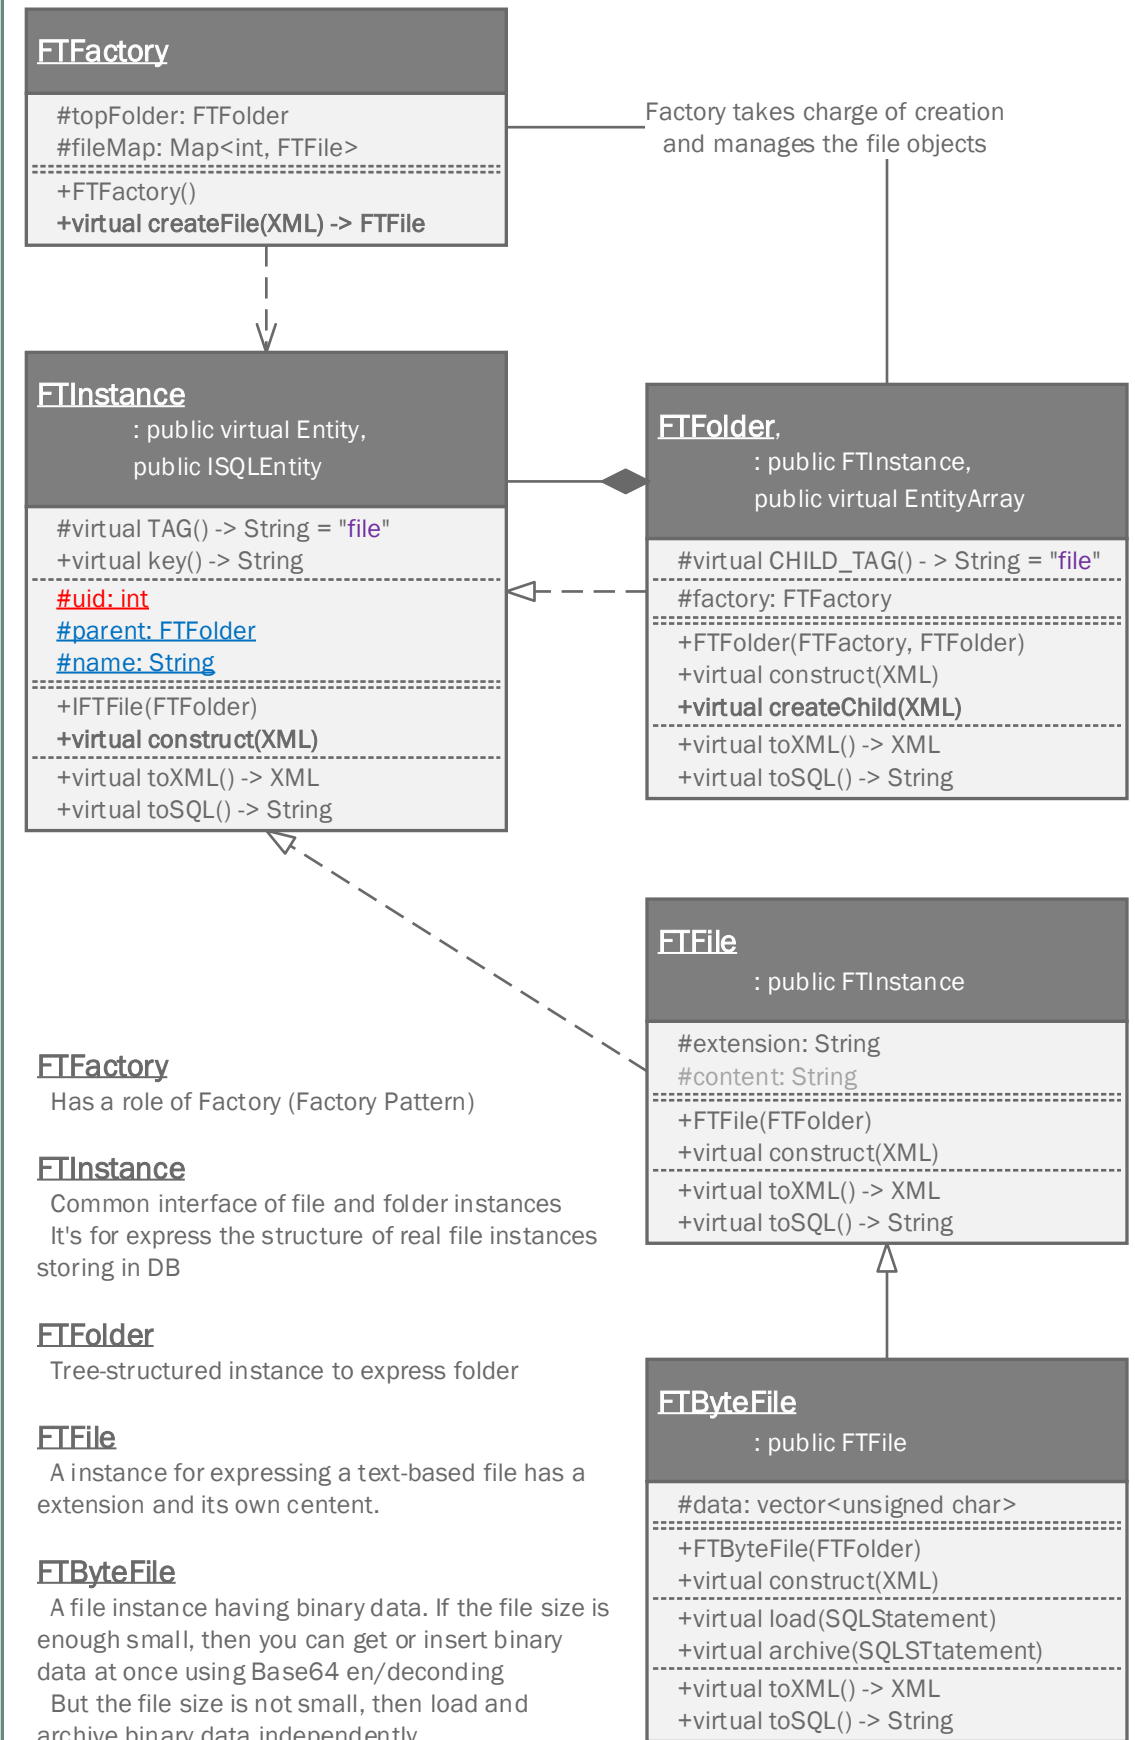 FTFactory
#topFolder: FTFolder
#fileMap: Map<int, FTFile>
+FTFactory()
+virtual createFile(XML) -> FTFile
Factory takes charge of creation
and manages the file objects
FTInstance
: public virtual Entity,
public ISQLEntity
#virtual TAG() -> String = "file"
+virtual key() -> String
#uid: int
#parent: FTFolder
#name: String
+IFTFile(FTFolder)
+virtual construct(XML)
+virtual toXML() -> XML
+virtual toSQL() -> String
FTFolder,
: public FTInstance,
public virtual EntityArray
#virtual CHILD_TAG() - > String = "file"
#factory: FTFactory
+FTFolder(FTFactory, FTFolder)
+virtual construct(XML)
+virtual createChild(XML)
+virtual toXML() -> XML
+virtual toSQL() -> String
FTFile
: public FTInstance
#extension: String
#content: String
+FTFile(FTFolder)
+virtual construct(XML)
+virtual toXML() -> XML
+virtual toSQL() -> String
FTByteFile
: public FTFile
#data: vector<unsigned char>
+FTByteFile(FTFolder)
+virtual construct(XML)
+virtual load(SQLStatement)
+virtual archive(SQLSTtatement)
+virtual toXML() -> XML
+virtual toSQL() -> String
FTFactory
Has a role of Factory (Factory Pattern)
FTInstance
Common interface of file and folder instances
It's for express the structure of real file instances
storing in DB
FTFolder
Tree-structured instance to express folder
FTFile
A instance for expressing a text-based file has a
extension and its own centent.
FTByteFile
A file instance having binary data. If the file size is
enough small, then you can get or insert binary
data at once using Base64 en/deconding
But the file size is not small, then load and
archive binary data independently